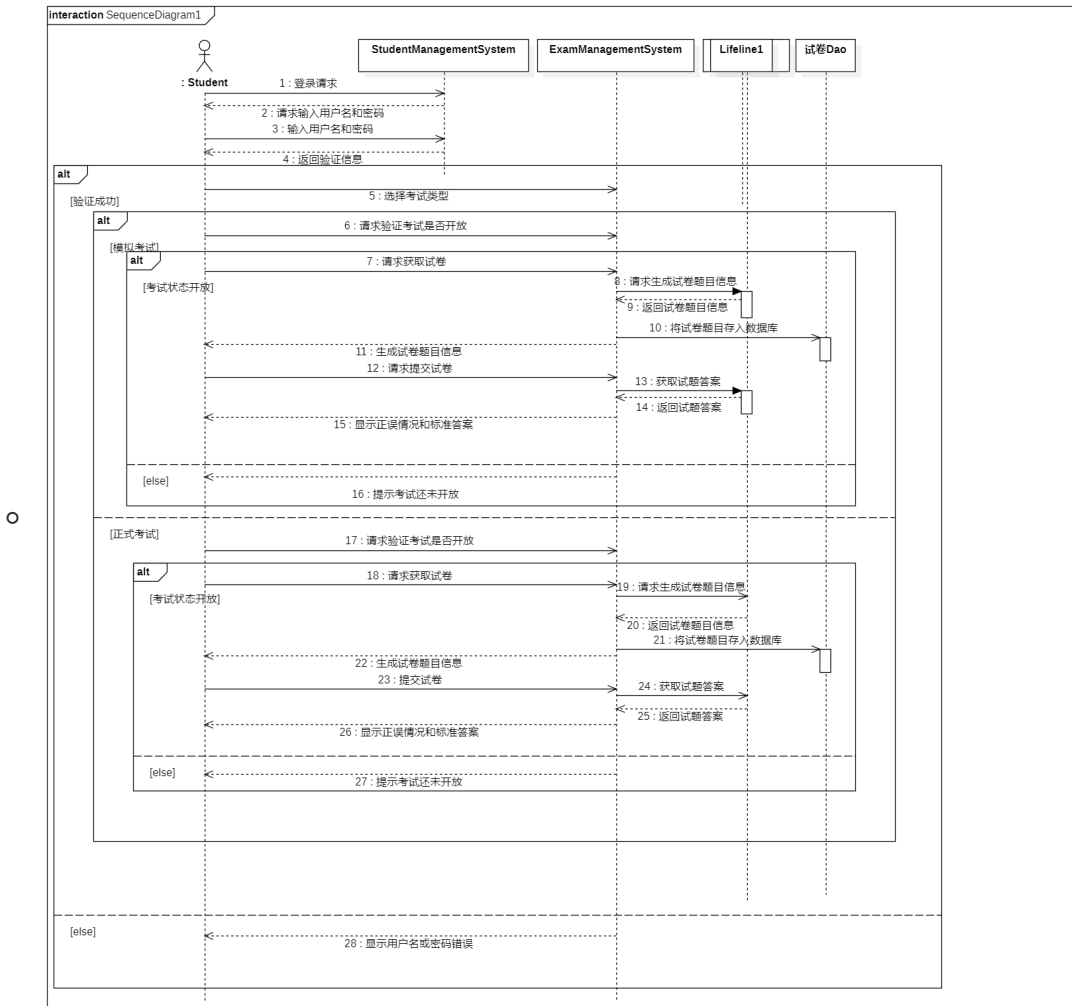 interaction SequenceDiagram1
StudentManagementSystem
ExamManagementSystem
Lifeline1
试卷Dao
: Student
1 : 登录请求
2 : 请求输入用户名和密码
3 : 输入用户名和密码
4 : 返回验证信息
alt
5 : 选择考试类型
[验证成功]
alt
6 : 请求验证考试是否开放
[模拟考试]
alt
7 : 请求获取试卷
[考试状态开放]
8 : 请求生成试卷题目信息
9 : 返回试卷题目信息
10 : 将试卷题目存入数据库
11 : 生成试卷题目信息
12 : 请求提交试卷
13 : 获取试题答案
14 : 返回试题答案
15 : 显示正误情况和标准答案
[else]
16 : 提示考试还未开放
[正式考试]
17 : 请求验证考试是否开放
alt
18 : 请求获取试卷
[考试状态开放]
19 : 请求生成试卷题目信息
20 : 返回试卷题目信息
21 : 将试卷题目存入数据库
22 : 生成试卷题目信息
23 : 提交试卷
24 : 获取试题答案
25 : 返回试题答案
26 : 显示正误情况和标准答案
[else]
27 : 提示考试还未开放
[else]
28 : 显示用户名或密码错误